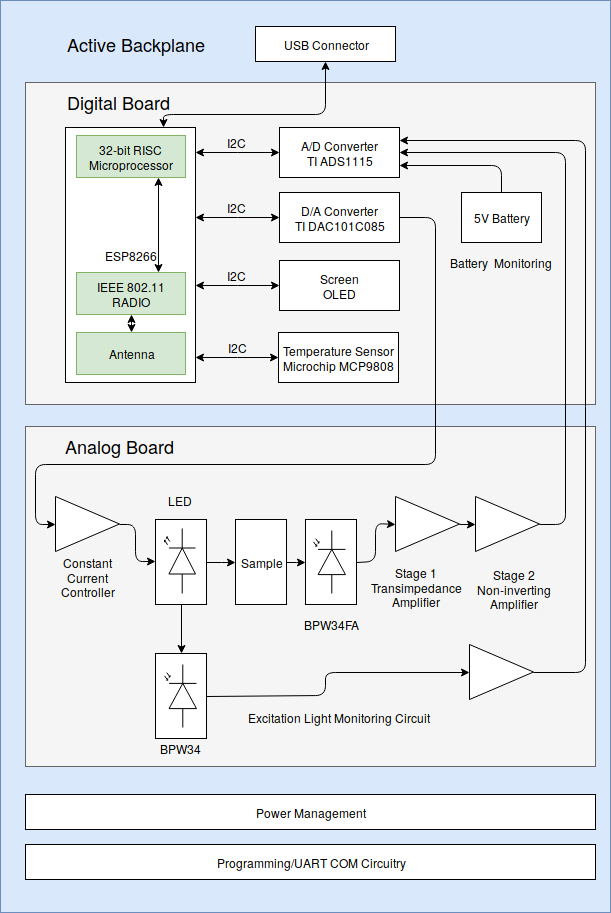 Active Backplane
USB Connector
Digital Board
32-bit RISC
Microprocessor
ESP8266
IEEE 802.11
RADIO
Antenna
I2C
A/D Converter
TI ADS1115
I2C
D/A Converter
TI DAC101C085
I2C
Screen
OLED
I2C
Temperature Sensor
Microchip MCP9808
5V Battery
Battery Monitoring
Analog Board
Constant
Current
Controller
LED
Sample
BPW34FA
Stage 1
Transimpedance
Amplifier
Stage 2
Non-inverting
Amplifier
BPW34
Excitation Light Monitoring Circuit
Power Management
Programming/UART COM Circuitry